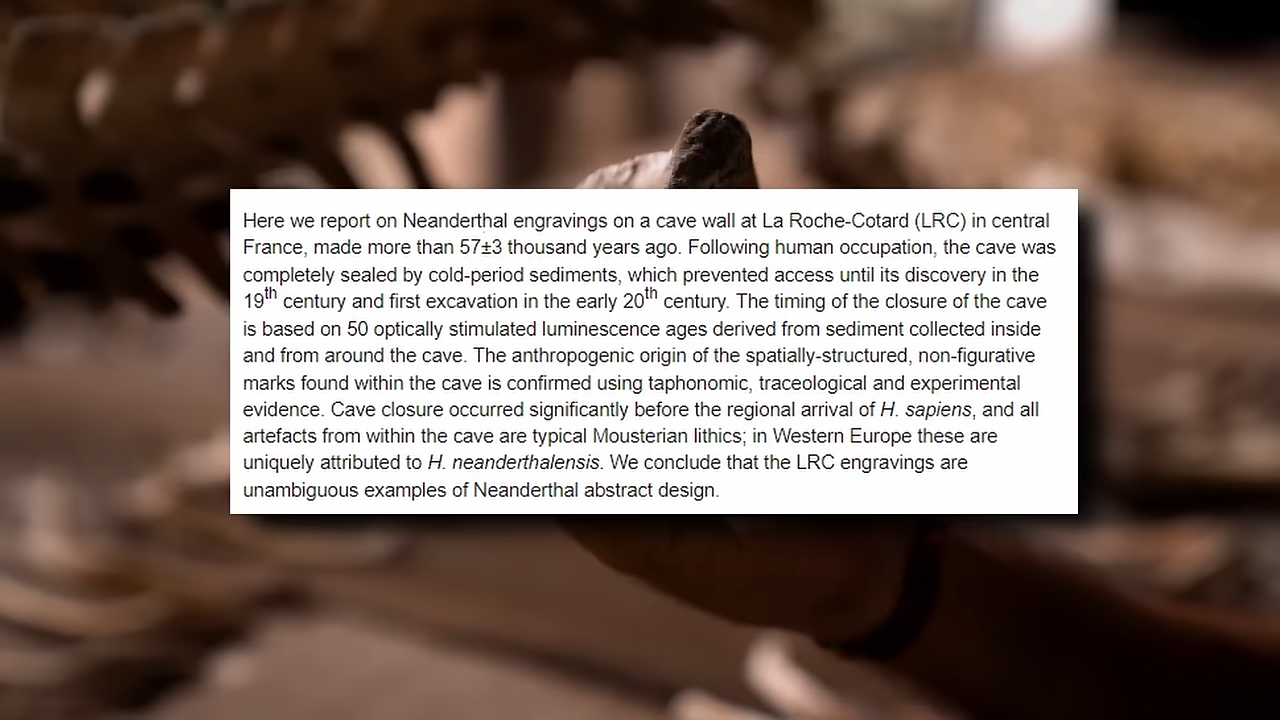 Here we report on Neanderthal engravings on a cave wall at La Roche-Cotard (LRC) in central
France, made more than 57±3 thousand years ago. Following human occupation, the cave was
completely sealed by cold-period sediments, which prevented access until its discovery in the
19th century and first excavation in the early 20th century. The timing of the closure of the cave
is based on 50 optically stimulated luminescence ages derived from sediment collected inside
and from around the cave. The anthropogenic origin of the spatially-structured, non-figurative
marks found within the cave is confirmed using taphonomic, traceological and experimental
evidence. Cave closure occurred significantly before the regional arrival of H. sapiens, and all
artefacts from within the cave are typical Mousterian lithics; in Western Europe these are
uniquely attributed to H. neanderthalensis. We conclude that the LRC engravings are
unambiguous examples of Neanderthal abstract design.